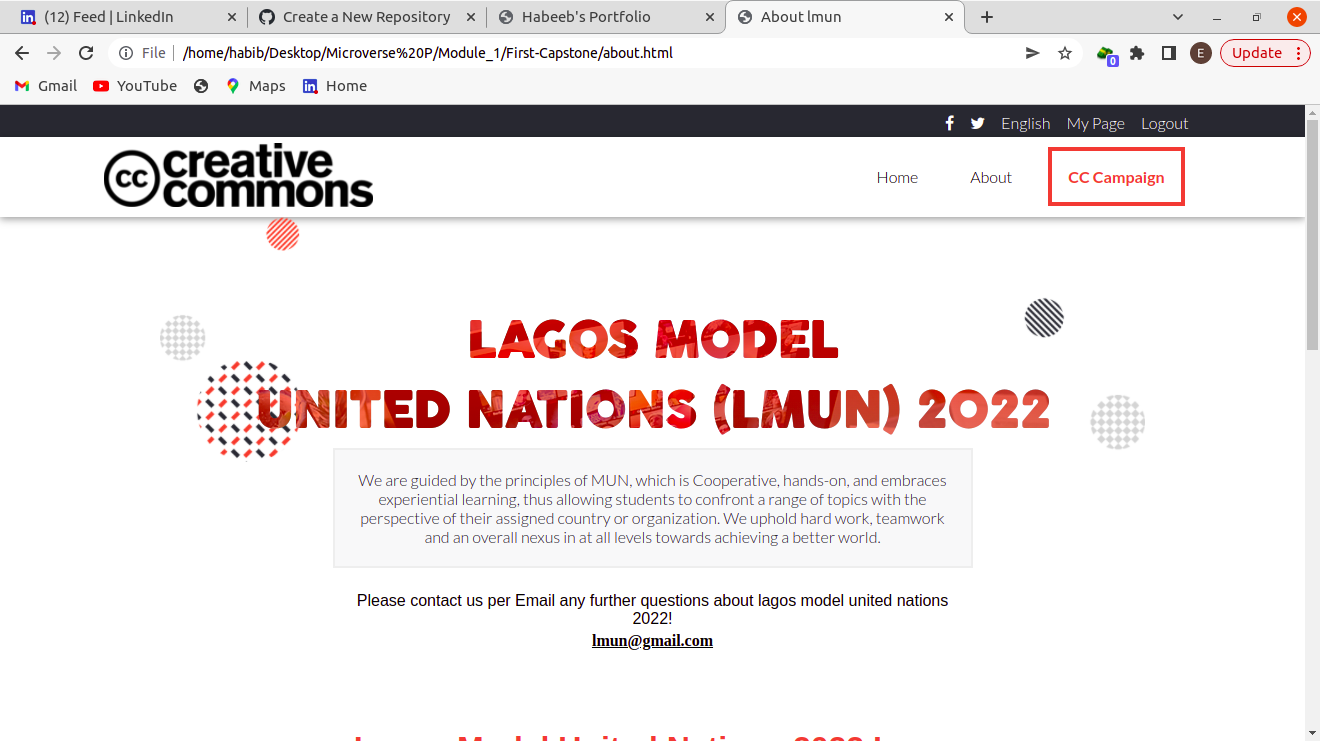 (12) Feed | LinkedIn
Create a New Repository
Habeeb's Portfolio
About lmun
File
/home/habib/Desktop/Microverse%20P/Module_1/First-Capstone/about.html
0
E
Update
Gmail
YouTube
Maps
in Home
English My Page Logout
cc creative commons
Home About CC Campaign
LAGOS MODEL
UNITED NATIONS (LMUN) 2022
We are guided by the principles of MUN, which is Cooperative, hands-on, and embraces
experiential learning, thus allowing students to confront a range of topics with the
perspective of their assigned country or organization. We uphold hard work, teamwork
and an overall nexus in at all levels towards achieving a better world.
Please contact us per Email any further questions about lagos model united nations
2022!
lmun@gmail.com